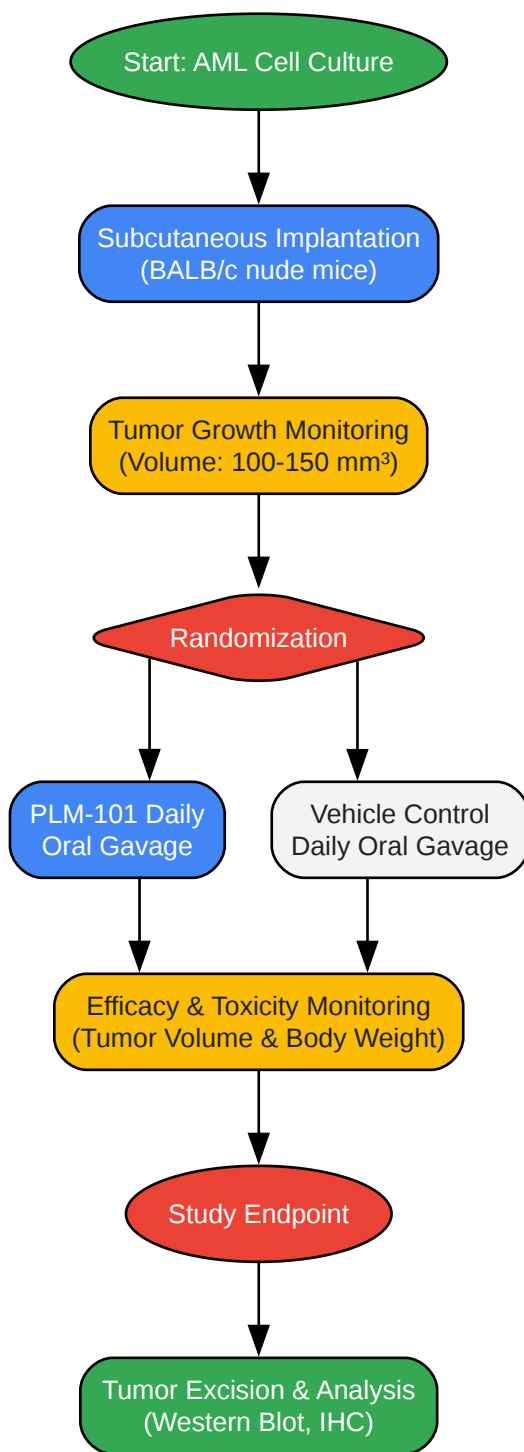 Start: AML Cell Culture
Subcutaneous Implantation
(BALB/c nude mice)
Tumor Growth Monitoring
(Volume: 100-150 mm³)
Randomization
PLM-101 Daily
Oral Gavage
Vehicle Control
Daily Oral Gavage
Efficacy & Toxicity Monitoring
(Tumor Volume & Body Weight)
Study Endpoint
Tumor Excision & Analysis
(Western Blot, IHC)